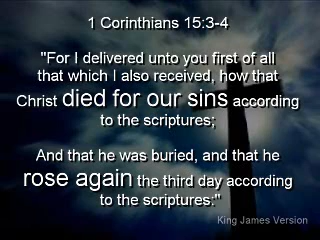 1 Corinthians 15:3-4
"For I delivered unto you first of all
that which I also received, how that
Christ died for our sins according
to the scriptures;
And that he was buried, and that he
rose again the third day according
to the scriptures:"
King James Version